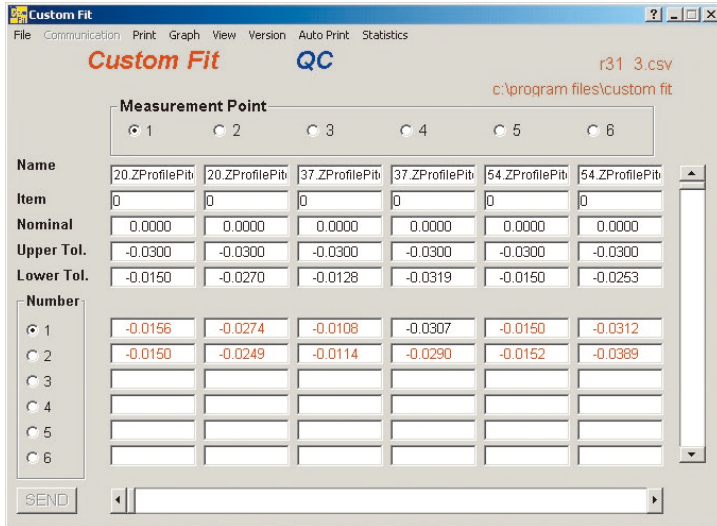 Custom Fit
File Communication Print Graph View Version Auto Print Statistics
Custom Fit QC r31 3.csv
c:\program files\custom fit
Measurement Point
1 2 3 4 5 6
Name 20.ZProfilePit 20.ZProfilePit 37.ZProfilePit 37.ZProfilePit 54.ZProfilePit 54.ZProfilePit
Item 0 0 0 0 0 0
Nominal 0.0000 0.0000 0.0000 0.0000 0.0000 0.0000
Upper Tol. -0.0300 -0.0300 -0.0300 -0.0300 -0.0300 -0.0300
Lower Tol. -0.0150 -0.0270 -0.0128 -0.0319 -0.0150 -0.0253
Number
1 -0.0156 -0.0274 -0.0108 -0.0307 -0.0150 -0.0312
2 -0.0150 -0.0249 -0.0114 -0.0290 -0.0152 -0.0389
3
4
5
6
SEND